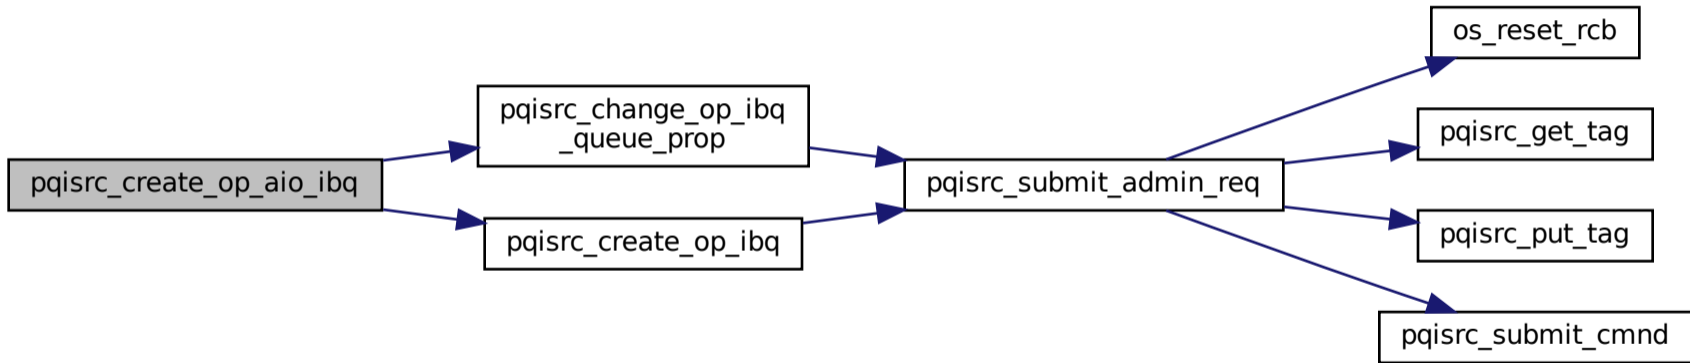 pqisrc_create_op_aio_ibq
pqisrc_change_op_ibq
_queue_prop
pqisrc_create_op_ibq
pqisrc_submit_admin_req
os_reset_rcb
pqisrc_get_tag
pqisrc_put_tag
pqisrc_submit_cmnd